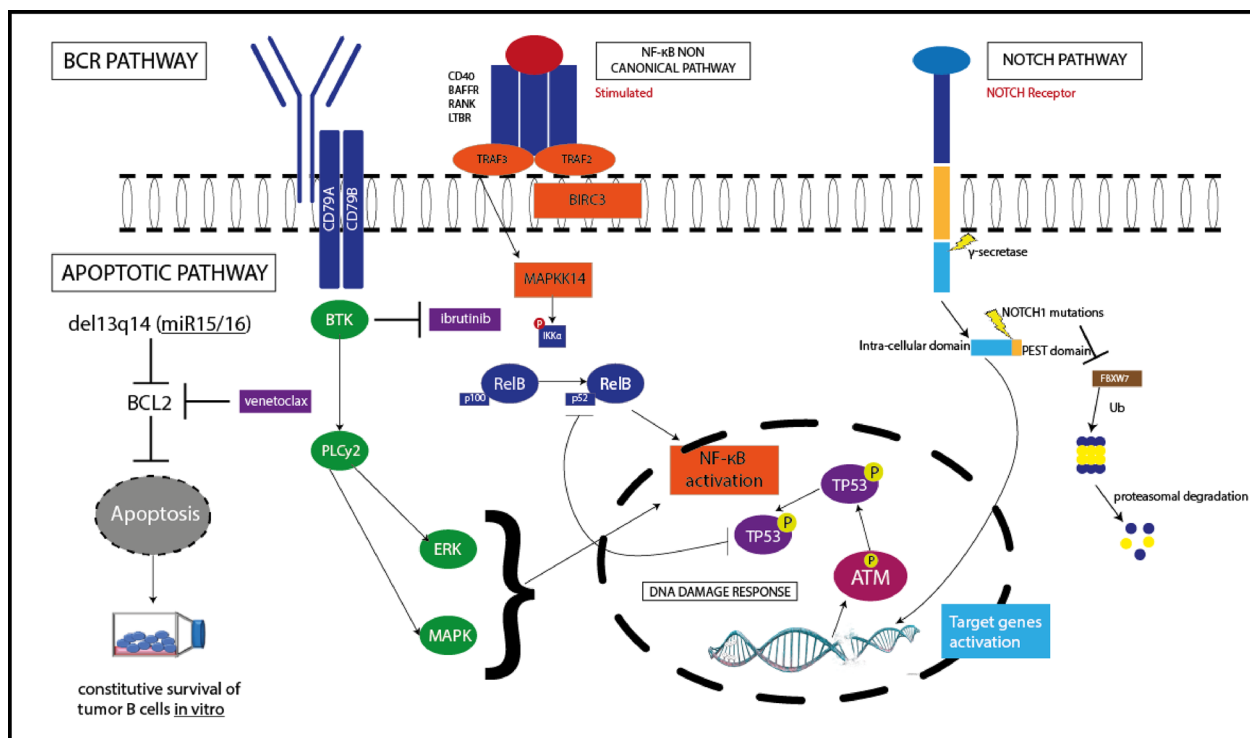 BCR PATHWAY
CD79A
CD79B
CD40
BAFFR
RANK
LTBR
NF-κB NON
CANONICAL PATHWAY
Stimulated
TRAF3
TRAF2
BIRC3
NOTCH PATHWAY
NOTCH Receptor
γ-secretase
APOPTOTIC PATHWAY
del13q14 (miR15/16)
BCL2
venetoclax
Apoptosis
constitutive survival of
tumor B cells in vitro
BTK
ibrutinib
PLCy2
ERK
MAPK
MAPKK14
P
IKKα
RelB
p100
RelB
p52
NF-κB
activation
TP53
P
TP53
P
P
ATM
DNA DAMAGE RESPONSE
Target genes
activation
NOTCH1 mutations
Intra-cellular domain
PEST domain
FBXW7
Ub
proteasomal degradation